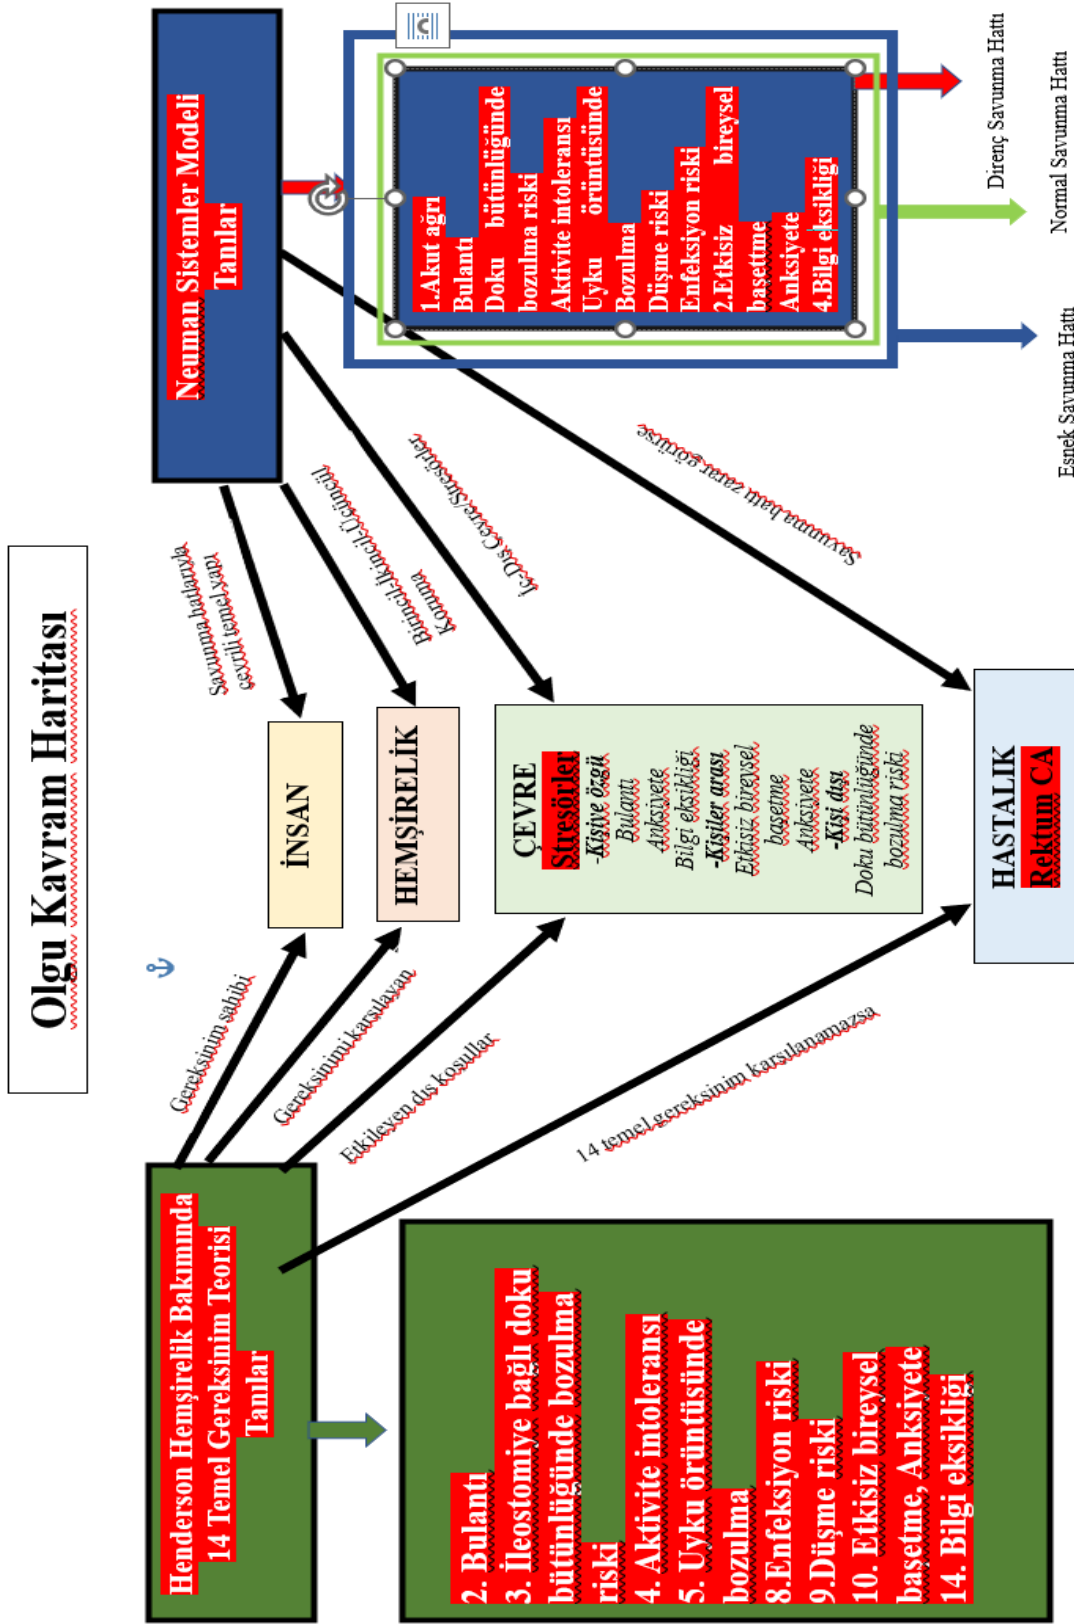 Olgu Kavram Haritası
Henderson Hemşirelik Bakımında
14 Temel Gereksinim Teorisi
Tanılar
2. Bulantı
3. İleostomiye bağlı doku
bütünlüğünde bozulma
riski
4. Aktivite intoleransı
5. Uyku örüntüsünde
bozulma
8.Enfeksiyon riski
9.Düşme riski
10. Etkisiz bireysel
başetme, Anksiyete
14. Bilgi eksikliği
Gereksinim sahibi
Gereksinimi karşılayan
Etkileyen dış koşullar
14 temel gereksinim karşılanamazsa
İNSAN
HEMŞİRELİK
ÇEVRE
Stresörler
-Kişiye özgü
Bulantı
Anksiyete
Bilgi eksikliği
-Kişiler arası
Etkisiz bireysel
başetme
Anksiyete
-Kişi dışı
Doku bütünlüğünde
bozulma riski
HASTALIK
Rektum CA
Savunma hatlarıyla
çevrili temel yapı
Birincil-İkincil-Üçüncül
Koruma
İç-Dış Çevre/Stresörler
Savunma hattı zarar görürse
Neuman Sistemler Modeli
Tanılar
1.Akut ağrı
Bulantı
Doku bütünlüğünde
bozulma riski
Aktivite intoleransı
Uyku örüntüsünde
Bozulma
Düşme riski
Enfeksiyon riski
2.Etkisiz bireysel
başettme
Anksiyete
4.Bilgi eksikliği
Direnç Savunma Hattı
Normal Savunma Hattı
Esnek Savunma Hattı